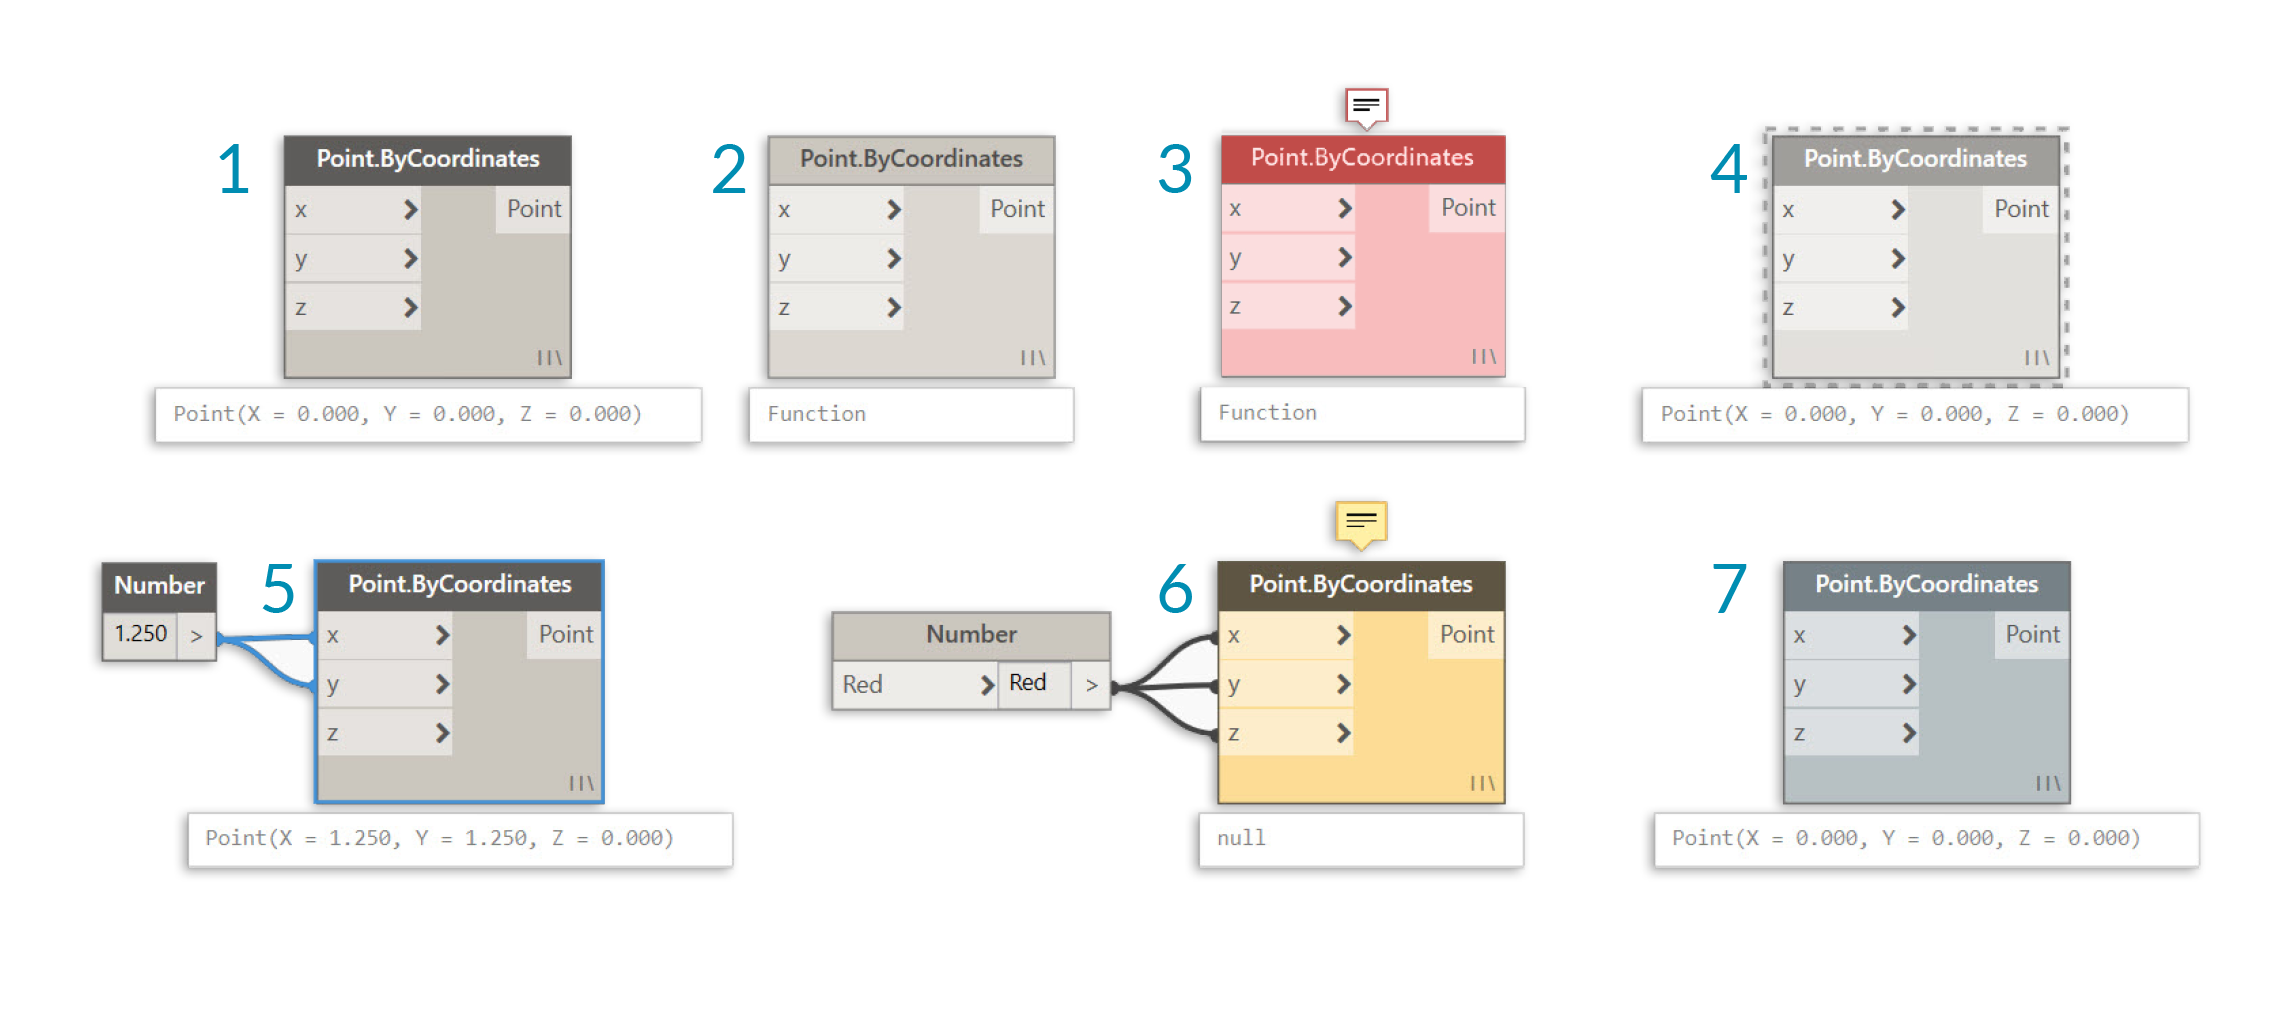 1
Point.ByCoordinates
x > Point
y >
z >
| | \
Point(X = 0.000, Y = 0.000, Z = 0.000)
2
Point.ByCoordinates
x > Point
y >
z >
| | \
Function
3
Point.ByCoordinates
x > Point
y >
z >
| | \
Function
4
Point.ByCoordinates
x > Point
y >
z >
| | \
Point(X = 0.000, Y = 0.000, Z = 0.000)
Number
1.250 >
5
Point.ByCoordinates
x > Point
y >
z >
| | \
Point(X = 1.250, Y = 1.250, Z = 0.000)
Number
Red > Red >
6
Point.ByCoordinates
x > Point
y >
z >
| | \
null
7
Point.ByCoordinates
x > Point
y >
z >
| | \
Point(X = 0.000, Y = 0.000, Z = 0.000)